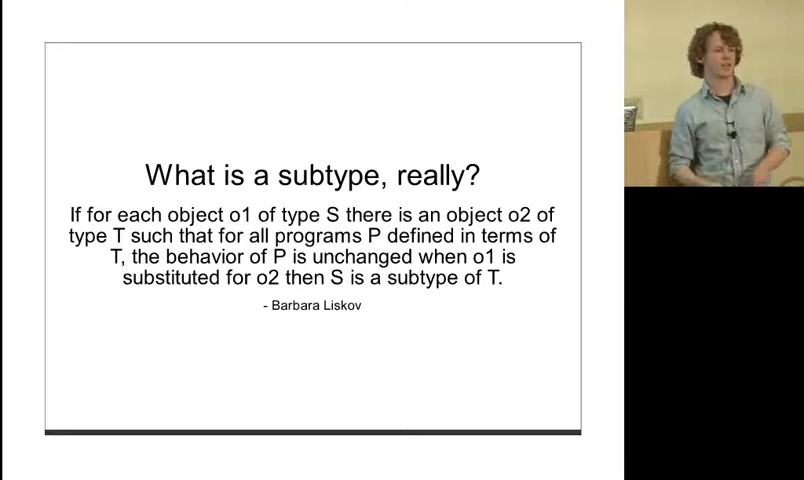 What is a subtype, really?
If for each object o1 of type S there is an object o2 of
type T such that for all programs P defined in terms of
T, the behavior of P is unchanged when o1 is
substituted for o2 then S is a subtype of T.
- Barbara Liskov